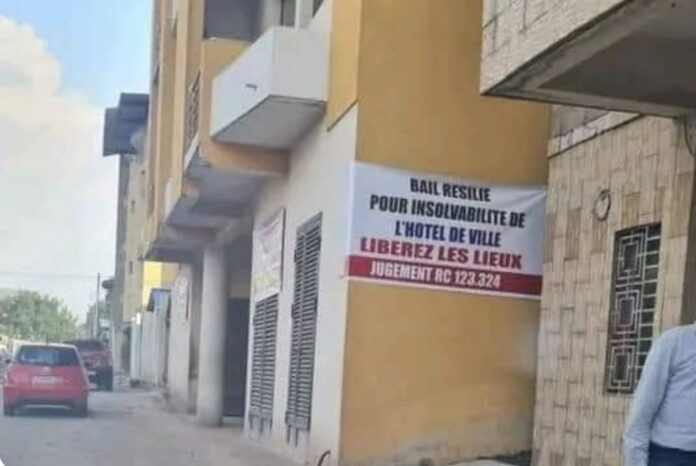 BAIL RESILIE
POUR INSOLVABILITE DE
L'HOTEL DE VILLE
LIBEREZ LES LIEUX
JUGEMENT RC 123.324